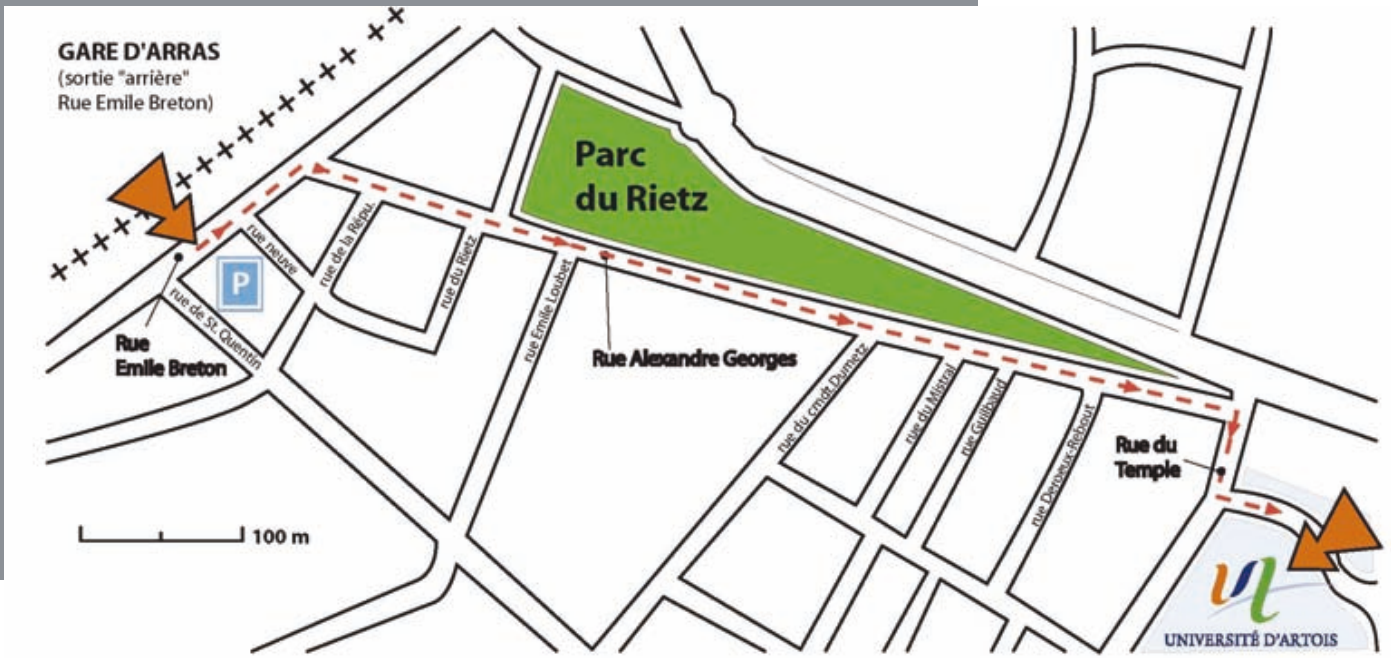 GARE D'ARRAS
(sortie "arrière"
Rue Emile Breton)
Parc
du Rietz
rue neuve
rue de la Répu.
rue du Rietz
P
rue de St. Quentin
Rue
Emile Breton
rue Emile Loubet
Rue Alexandre Georges
rue du cmdt Dumetz
rue du Mistral
rue Guilbaud
rue Deroeux-Rebout
Rue du
Temple
100 m
UNIVERSITÉ D'ARTOIS